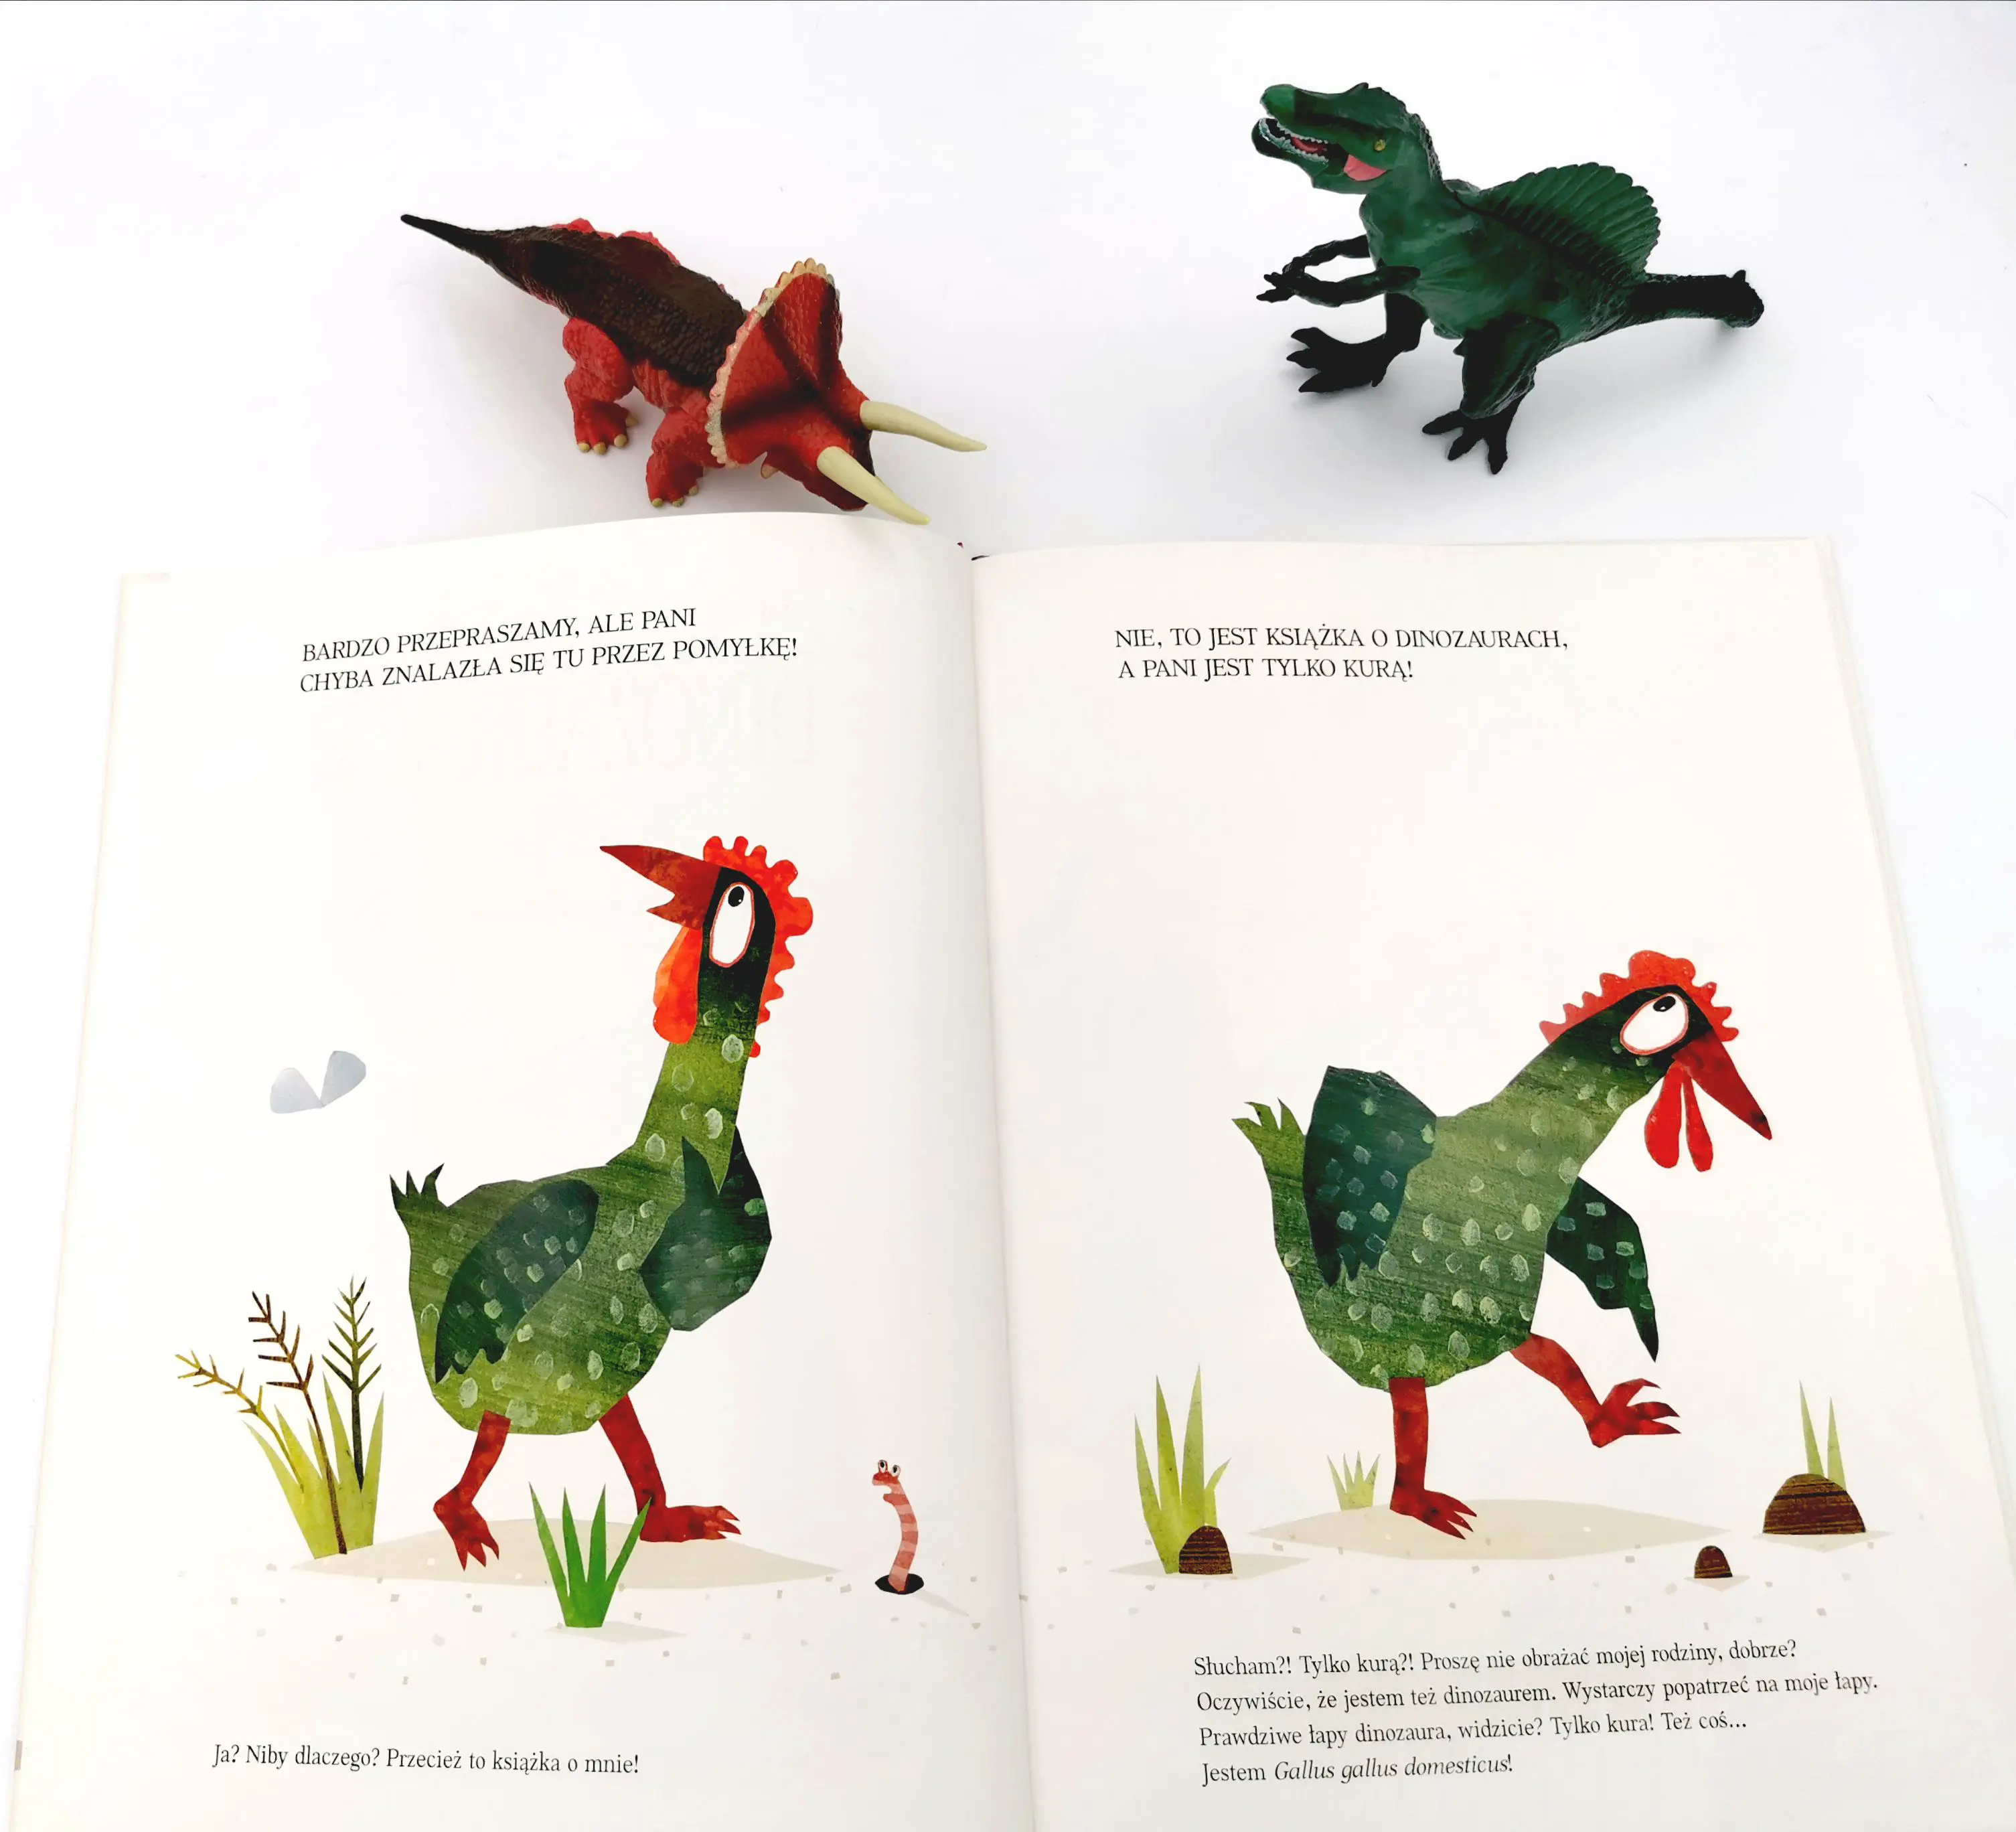 BARDZO PRZEPRASZAMY, ALE PANI
CHYBA ZNALAZŁA SIĘ TU PRZEZ POMYŁKĘ!
Ja? Niby dlaczego? Przecież to książka o mnie!
NIE, TO JEST KSIĄŻKA O DINOZAURACH,
A PANI JEST TYLKO KURĄ!
Słucham?! Tylko kurą?! Proszę nie obrażać mojej rodziny, dobrze?
Oczywiście, że jestem też dinozaurem. Wystarczy popatrzeć na moje łapy.
Prawdziwe łapy dinozaura, widzicie? Tylko kura! Też coś...
Jestem Gallus gallus domesticus!